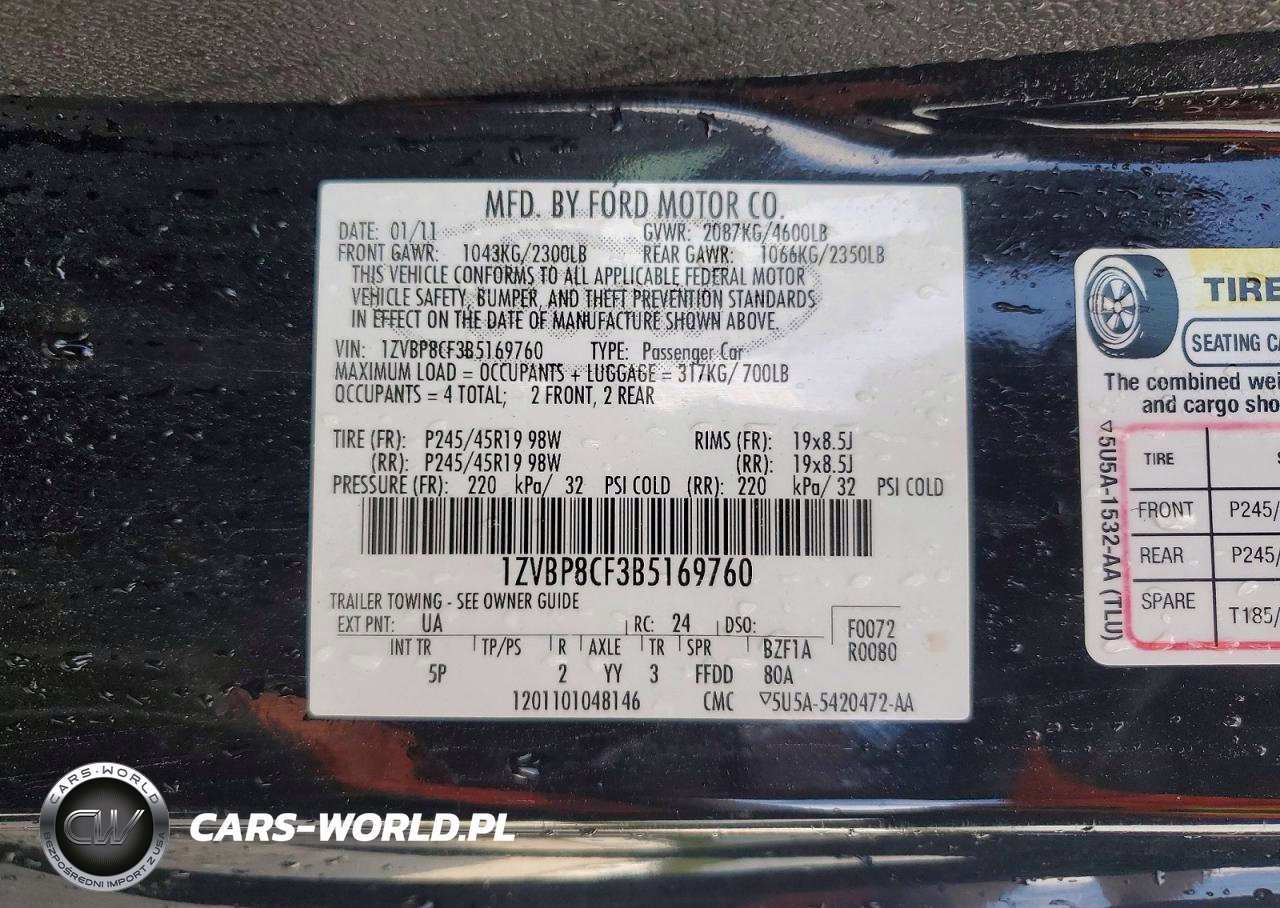 MFD. BY FORD MOTOR CO.
DATE: 01/11 GVWR: 2087KG/4600LB
FRONT GAWR: 1043KG/2300LB REAR GAWR: 1066KG/2350LB
THIS VEHICLE CONFORMS TO ALL APPLICABLE FEDERAL MOTOR
VEHICLE SAFETY, BUMPER, AND THEFT PREVENTION STANDARDS
IN EFFECT ON THE DATE OF MANUFACTURE SHOWN ABOVE.
VIN: 1ZVBP8CF3B5169760 TYPE: Passenger Car
MAXIMUM LOAD = OCCUPANTS + LUGGAGE = 317KG/ 700LB
OCCUPANTS = 4 TOTAL; 2 FRONT, 2 REAR
TIRE (FR): P245/45R19 98W RIMS (FR): 19x8.5J
(RR): P245/45R19 98W (RR): 19x8.5J
PRESSURE (FR): 220 kPa/ 32 PSI COLD (RR): 220 kPa/ 32 PSI COLD
1ZVBP8CF3B5169760
TRAILER TOWING - SEE OWNER GUIDE
EXT PNT: UA RC: 24 DSO: F0072
R0080
INT TR TP/PS R AXLE TR SPR BZF1A
5P 2 YY 3 FFDD 80A
1201101048146 CMC ▽5U5A-5420472-AA
TIRE
SEATING CA
The combined wei
and cargo sho
▽5U5A-1532-AA (TLU)
TIRE S
FRONT P245/
REAR P245/
SPARE T185/
CARS-WORLD
CW
BEZPOŚREDNI IMPORT Z USA
CARS-WORLD.PL